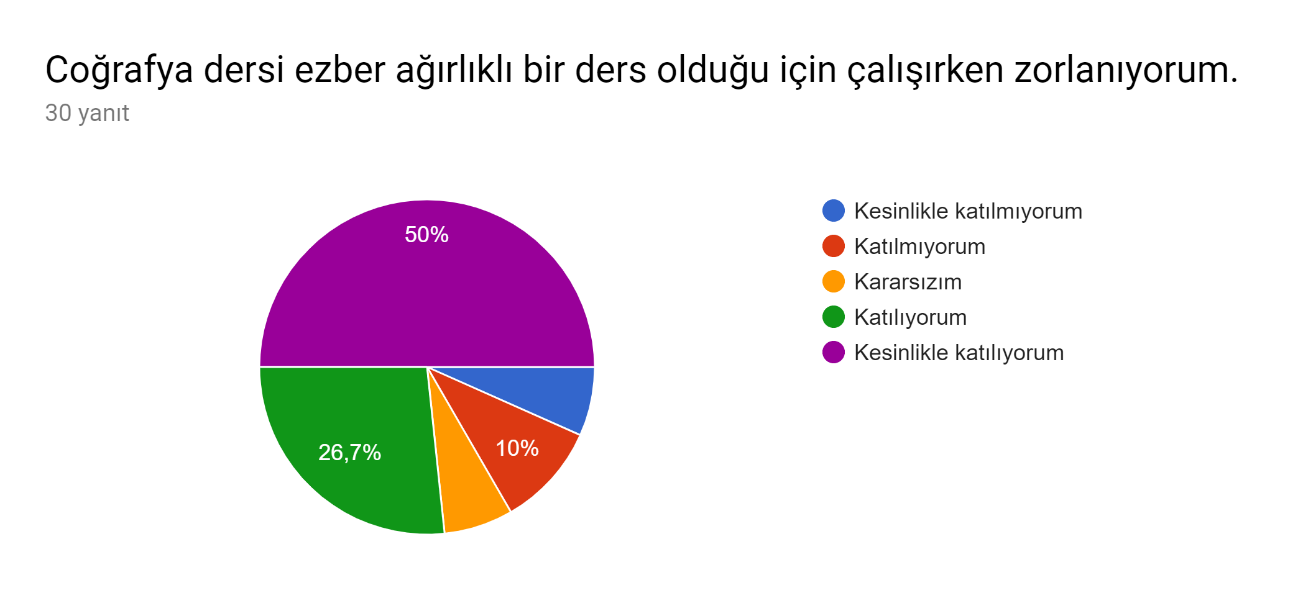 Coğrafya dersi ezber ağırlıklı bir ders olduğu için çalışırken zorlanıyorum.
30 yanıt
50%
26,7%
10%
Kesinlikle katılmıyorum
Katılmıyorum
Kararsızım
Katılıyorum
Kesinlikle katılıyorum